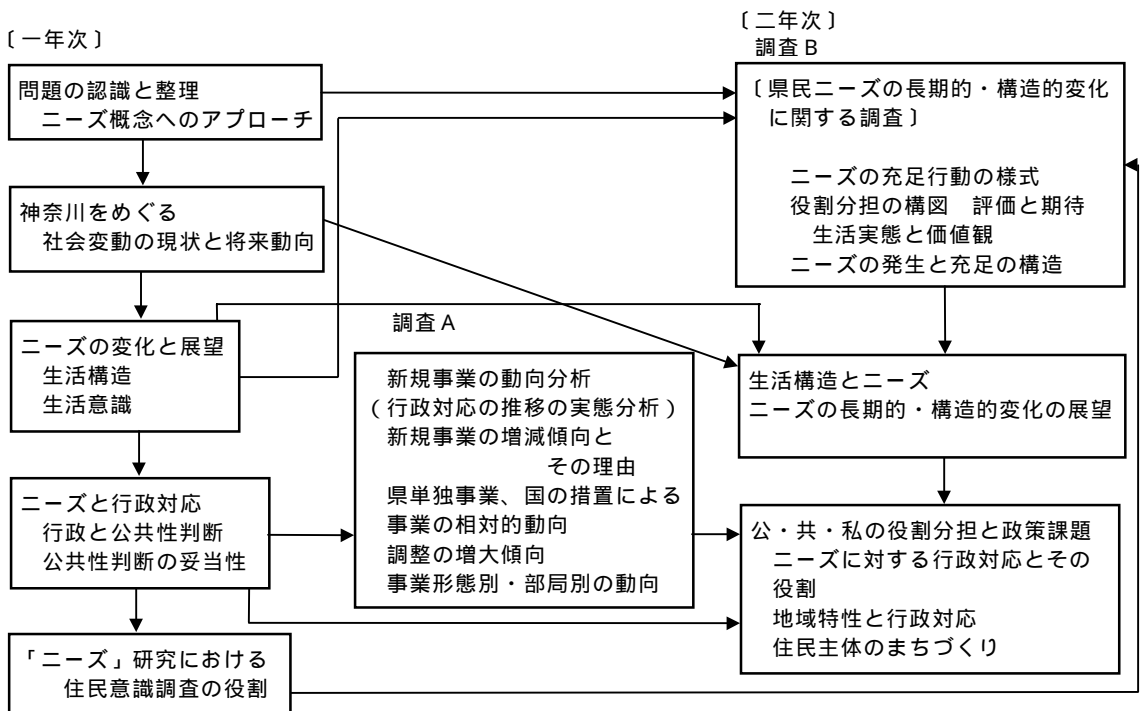 〔一年次〕
問題の認識と整理
ニーズ概念へのアプローチ
神奈川をめぐる
社会変動の現状と将来動向
ニーズの変化と展望
生活構造
生活意識
ニーズと行政対応
行政と公共性判断
公共性判断の妥当性
「ニーズ」研究における
住民意識調査の役割
調査A
新規事業の動向分析
(行政対応の推移の実態分析)
新規事業の増減傾向と
その理由
県単独事業、国の措置による
事業の相対的動向
調整の増大傾向
事業形態別・部局別の動向
〔二年次〕
調査B
〔県民ニーズの長期的・構造的変化
に関する調査〕
ニーズの充足行動の様式
役割分担の構図 評価と期待
生活実態と価値観
ニーズの発生と充足の構造
生活構造とニーズ
ニーズの長期的・構造的変化の展望
公・共・私の役割分担と政策課題
ニーズに対する行政対応とその
役割
地域特性と行政対応
住民主体のまちづくり